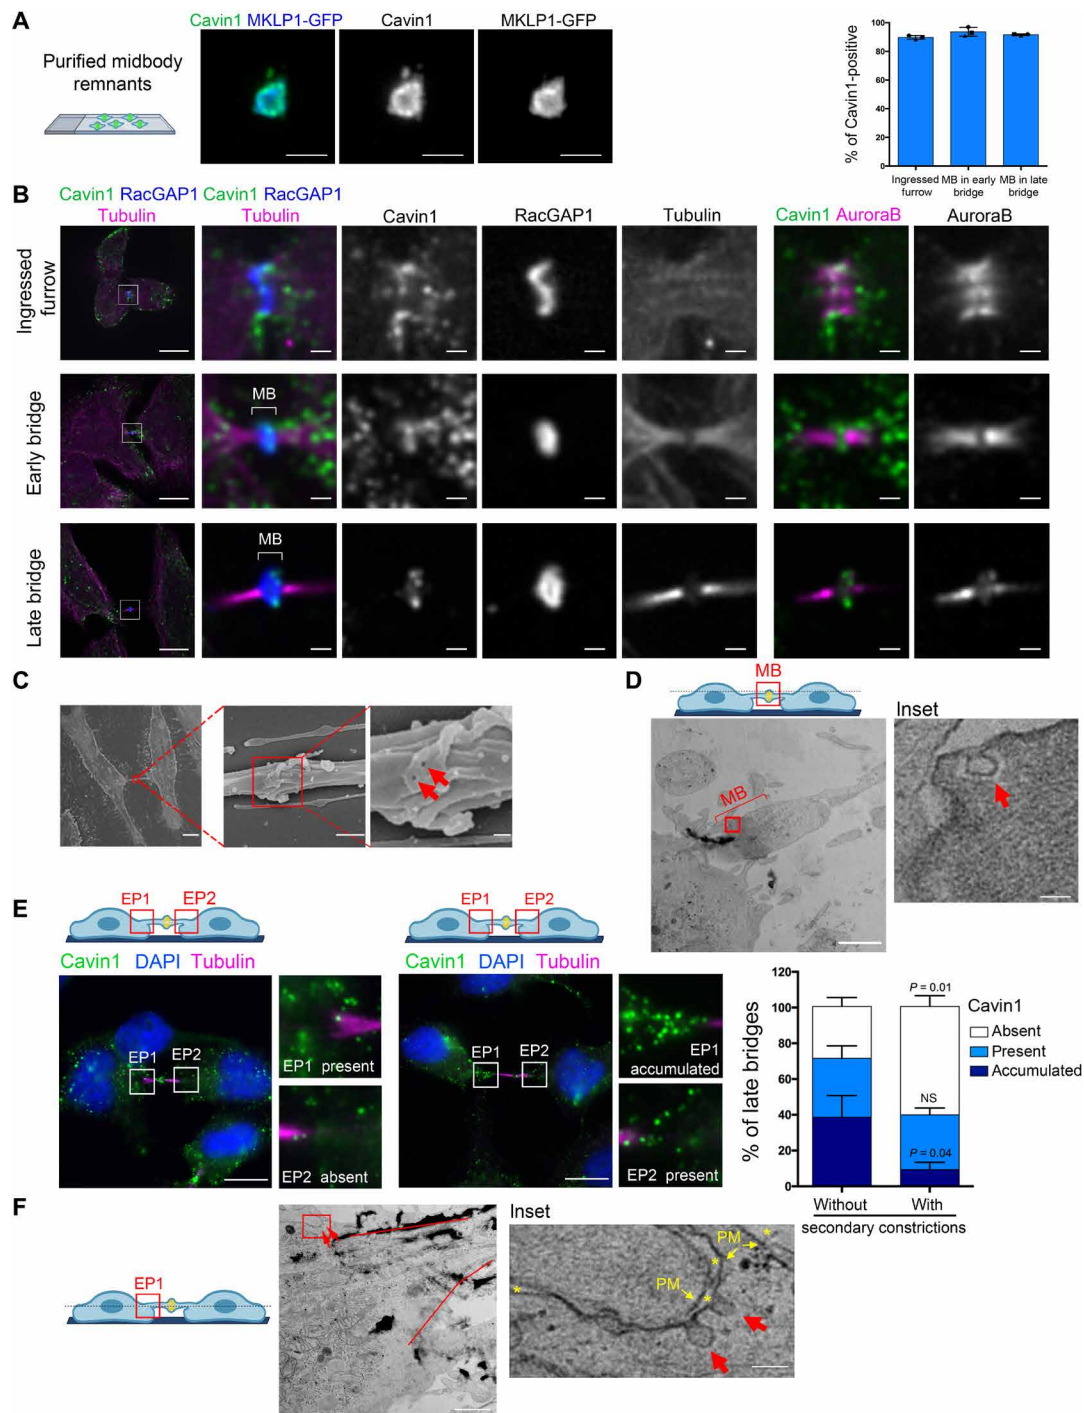 A
Purified midbody
remnants
Cavin1 MKLP1-GFP
Cavin1
MKLP1-GFP
% of Cavin1-positive
100
80
60
40
20
0
Ingressed
furrow
MB in early
bridge
MB in late
bridge
B
Cavin1 RacGAP1
Tubulin
Cavin1 RacGAP1
Tubulin
Cavin1
RacGAP1
Tubulin
Cavin1 AuroraB
AuroraB
Ingressed
furrow
Early bridge
MB
Late bridge
MB
C
D
MB
MB
Inset
E
EP1
EP2
EP1
EP2
Cavin1 DAPI Tubulin
EP1
EP2
EP1 present
EP2 absent
Cavin1 DAPI Tubulin
EP1
EP2
EP1
accumulated
EP2 present
% of late bridges
120
100
80
60
40
20
0
P = 0.01
NS
P = 0.04
Cavin1
Absent
Present
Accumulated
Without
With
secondary constrictions
F
EP1
Inset
PM
PM
* * * *